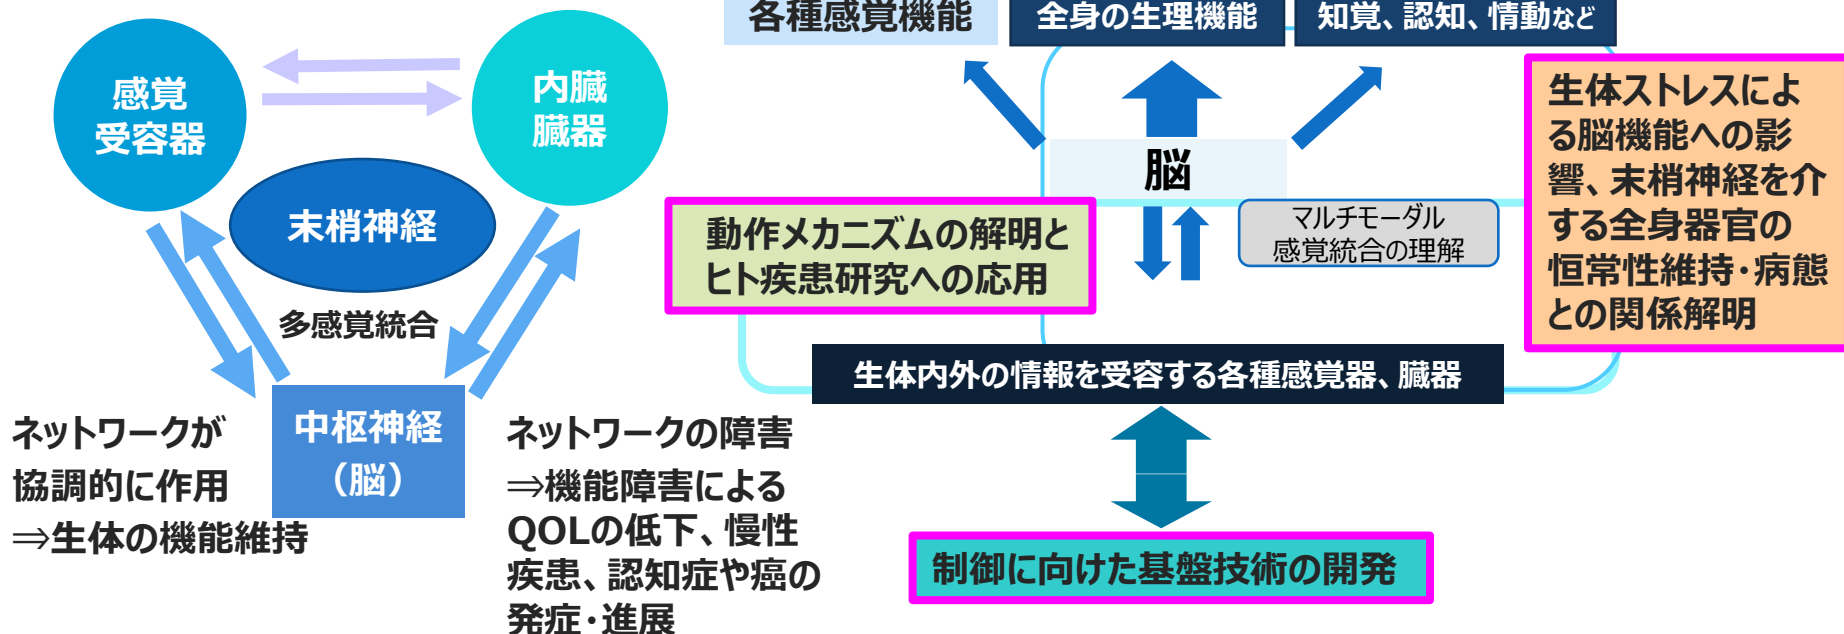 感覚
受容器
内臓
臓器
末梢神経
多感覚統合
中枢神経
（脳）
ネットワークが
協調的に作用
⇒生体の機能維持
ネットワークの障害
⇒機能障害による
QOLの低下、慢性
疾患、認知症や癌の
発症・進展
各種感覚機能
全身の生理機能
知覚、認知、情動など
脳
マルチモーダル
感覚統合の理解
動作メカニズムの解明と
ヒト疾患研究への応用
生体ストレスによ
る脳機能への影
響、末梢神経を介
する全身器官の
恒常性維持・病態
との関係解明
生体内外の情報を受容する各種感覚器、臓器
制御に向けた基盤技術の開発